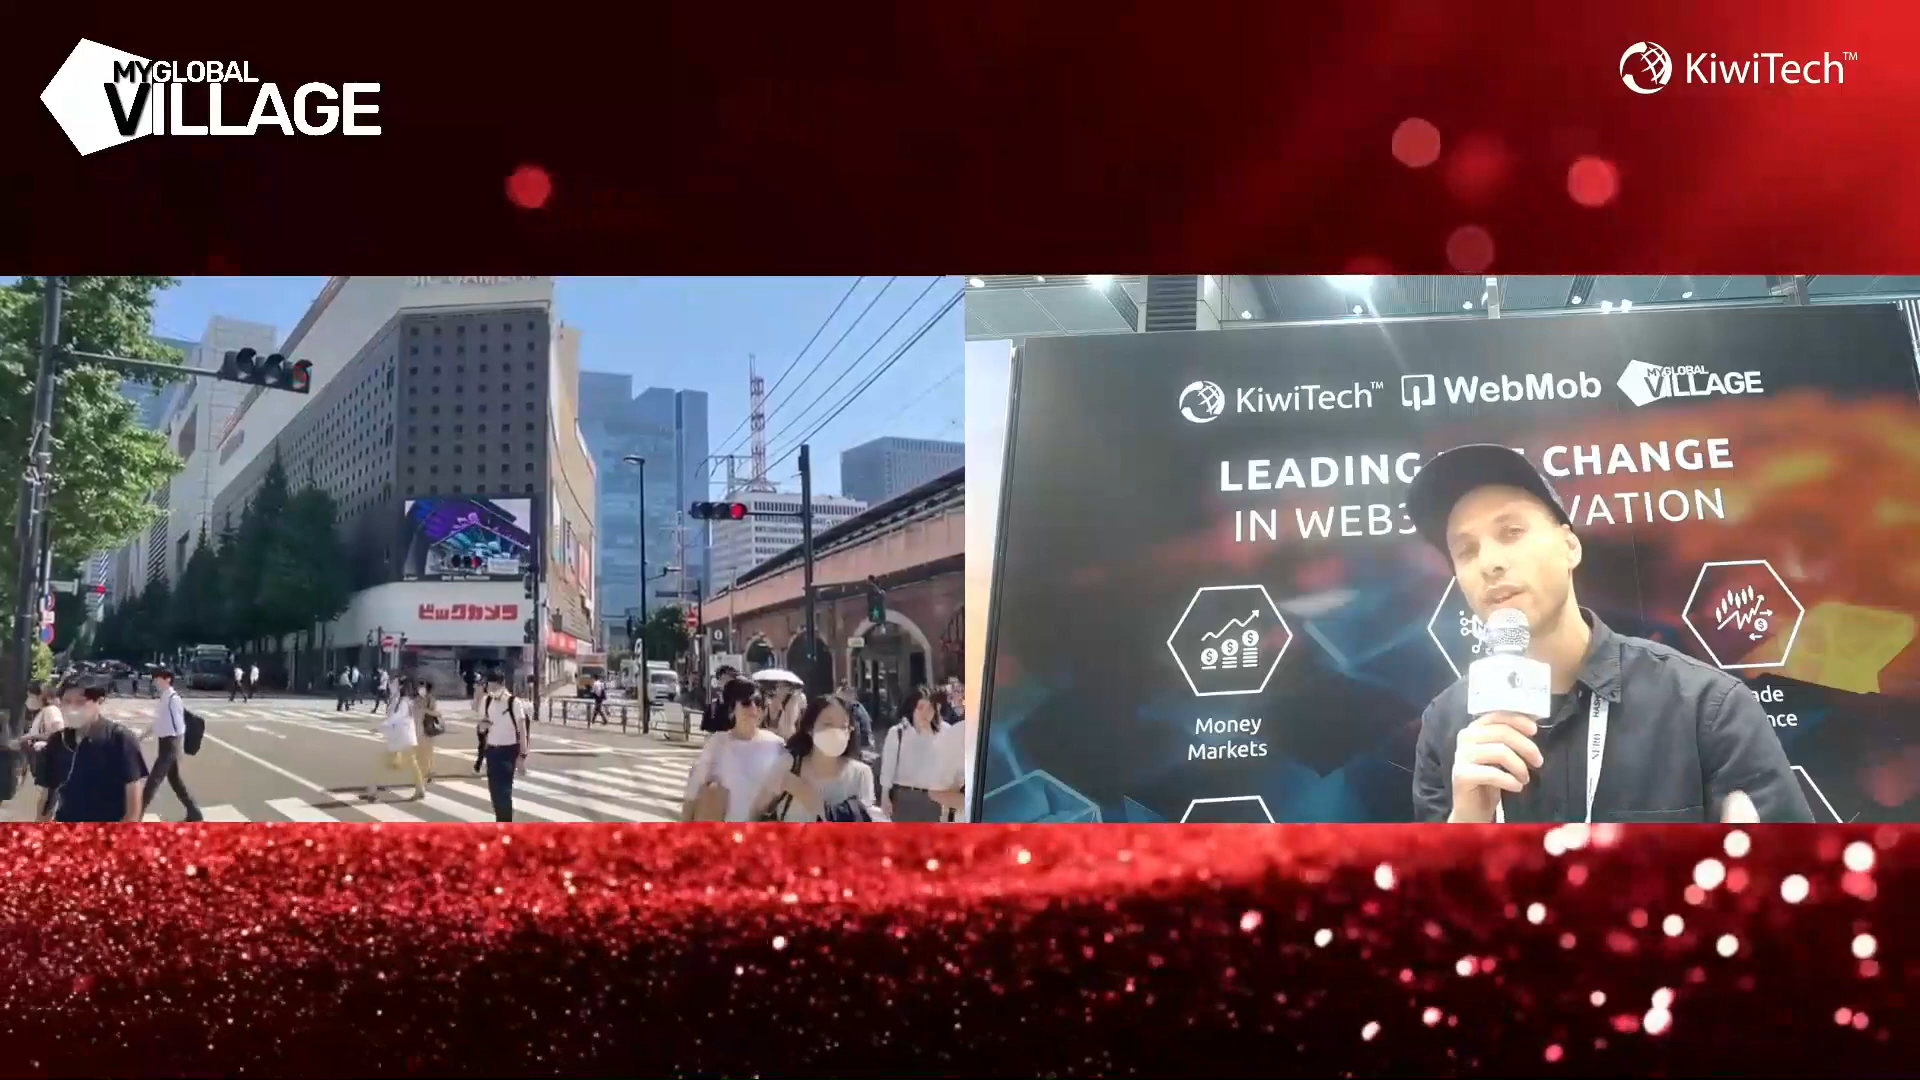 MYGLOBAL
VILLAGE
KiwiTech™
ビックカメラ
KiwiTech™
WebMob
MYGLOBAL
VILLAGE
LEADING CHANGE
IN WEB3
Money
Markets